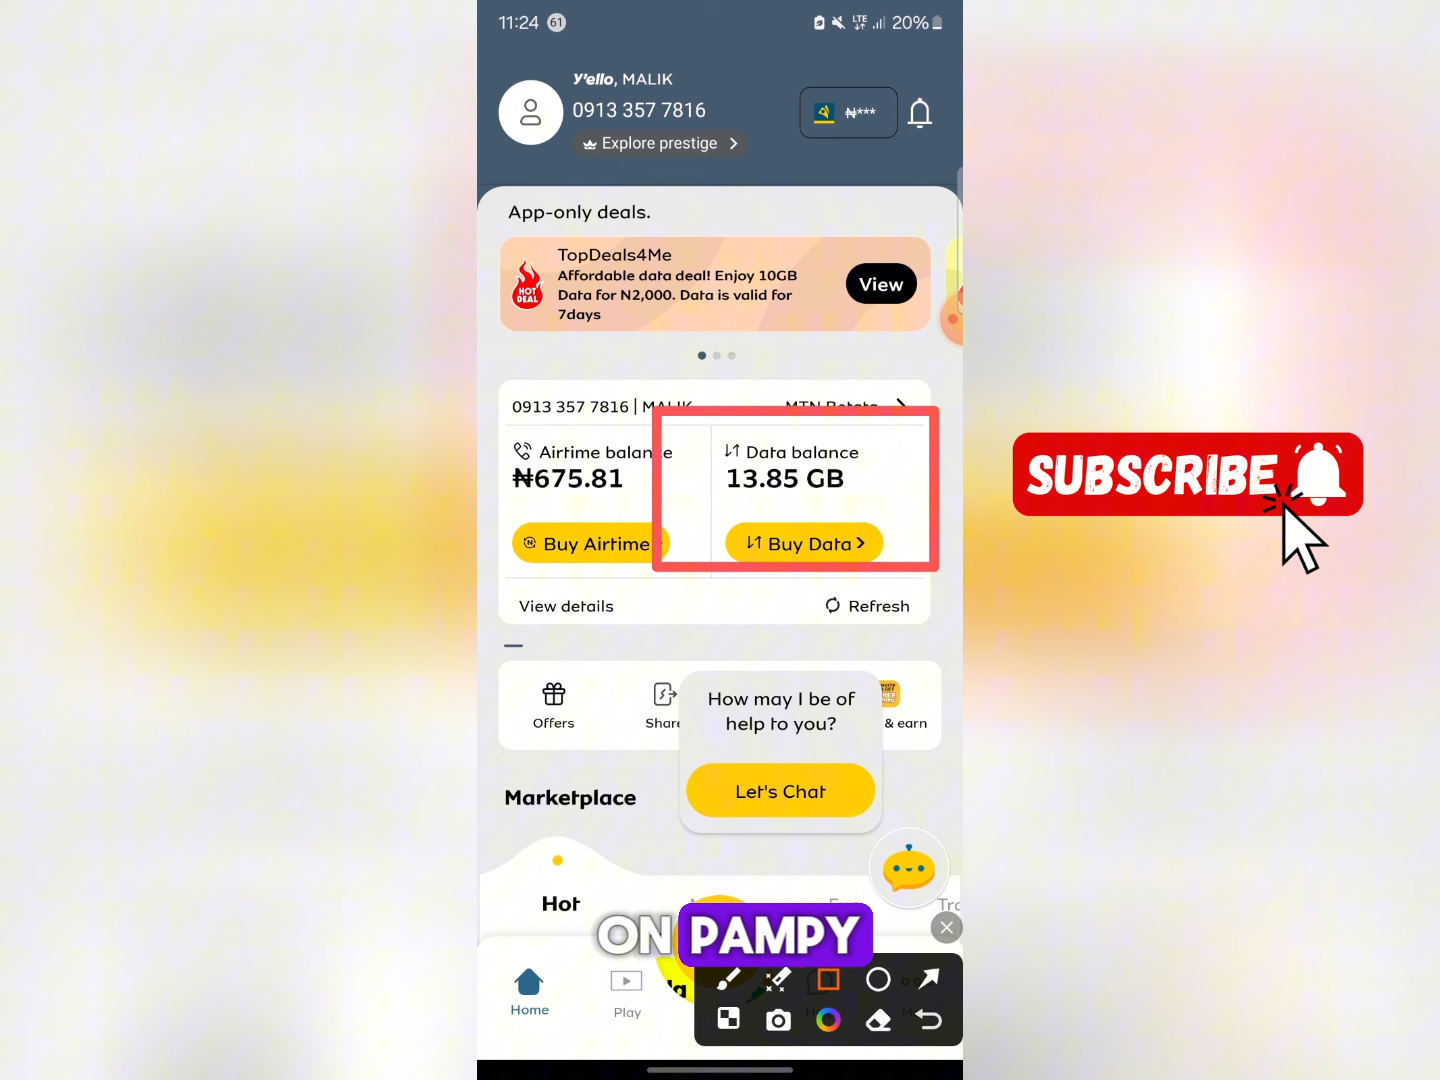 11:24 61
LTE 20%
Y'ello, MALIK
0913 357 7816
₦***
Explore prestige
App-only deals.
TopDeals4Me
HOT DEAL
Affordable data deal! Enjoy 10GB
Data for N2,000. Data is valid for
7days
View
0913 357 7816 | MALIK
Airtime balance
₦675.81
Buy Airtime
Data balance
13.85 GB
Buy Data
View details
Refresh
SUBSCRIBE
Offers
Share
& earn
How may I be of
help to you?
Let's Chat
Marketplace
Hot
ON PAMPY
Home
Play